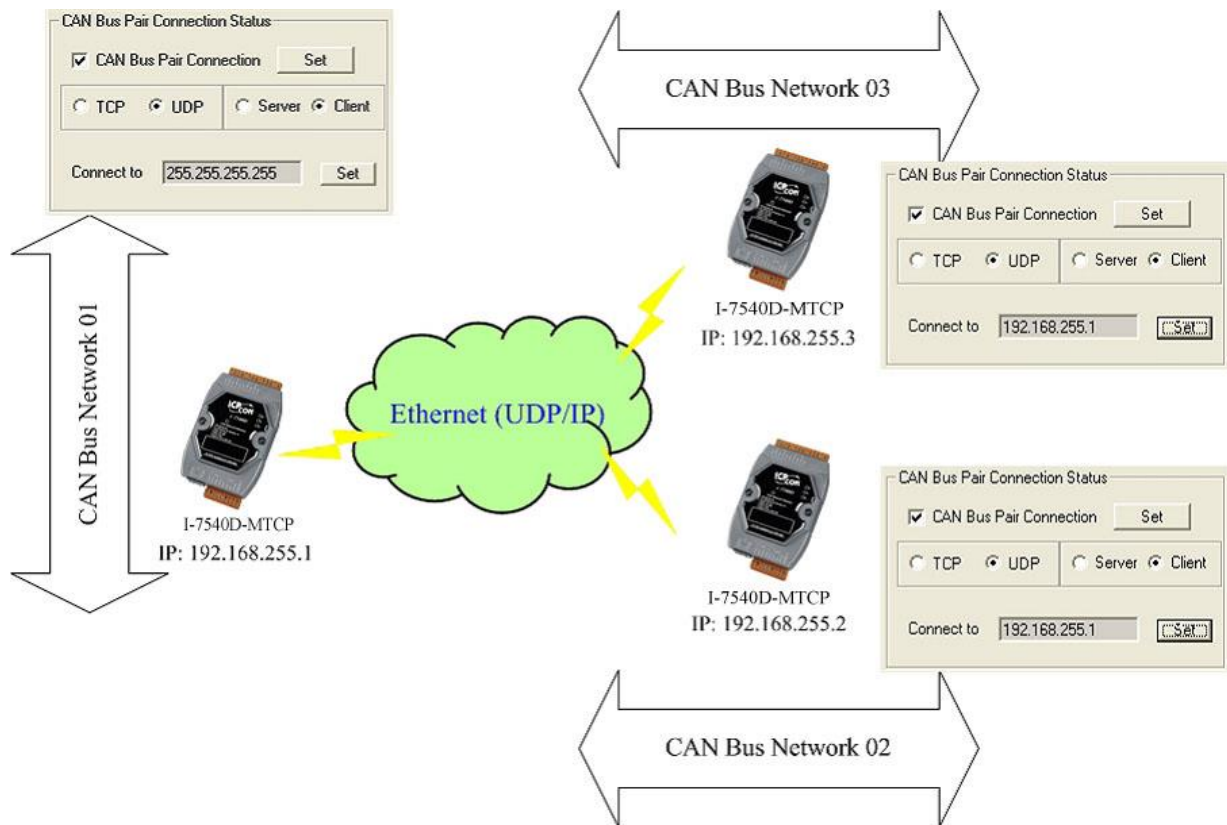 CAN Bus Pair Connection Status
CAN Bus Pair Connection Set
TCP UDP Server Client
Connect to 255.255.255.255 Set
CAN Bus Network 03
CAN Bus Pair Connection Status
CAN Bus Pair Connection Set
TCP UDP Server Client
Connect to 192.168.255.1 Set
I-7540D-MTCP
IP: 192.168.255.3
CAN Bus Network 01
Ethernet (UDP/IP)
ICP
CON
I-7540D-MTCP
IP: 192.168.255.1
CAN Bus Pair Connection Status
CAN Bus Pair Connection Set
TCP UDP Server Client
Connect to 192.168.255.1 Set
I-7540D-MTCP
IP: 192.168.255.2
CAN Bus Network 02